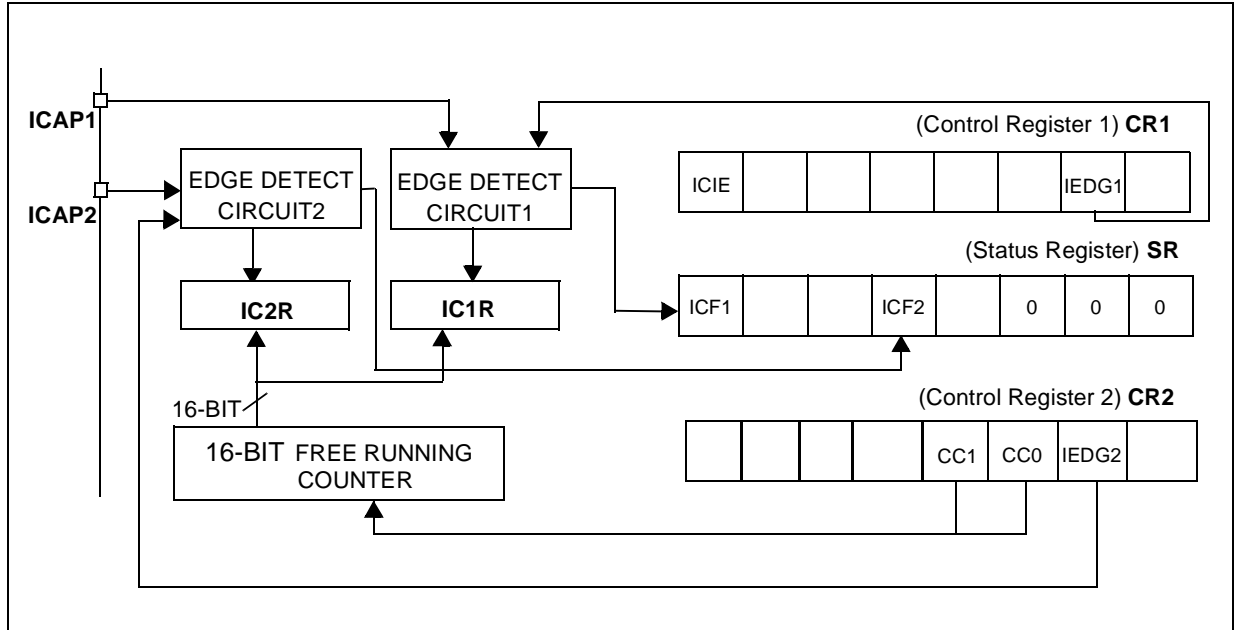 ICAP1
ICAP2
EDGE DETECT
CIRCUIT2
EDGE DETECT
CIRCUIT1
IC2R
IC1R
16-BIT
16-BIT FREE RUNNING
COUNTER
(Control Register 1) CR1
ICIE IEDG1
(Status Register) SR
ICF1 ICF2 0 0 0
(Control Register 2) CR2
CC1 CC0 IEDG2